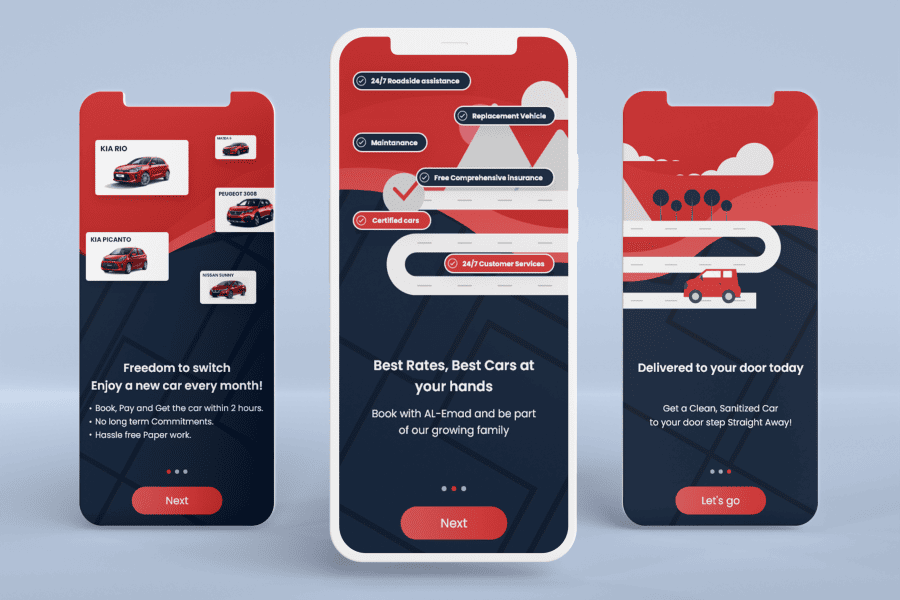 KIA RIO
MAZDA 6
PEUGEOT 3008
KIA PICANTO
NISSAN SUNNY
Freedom to switch
Enjoy a new car every month!
• Book, Pay and Get the car within 2 hours.
• No long term Commitments.
• Hassle free Paper work.
Next
24/7 Roadside assistance
Replacement Vehicle
Maintanance
Free Comprehensive insurance
Certified cars
24/7 Customer Services
Best Rates, Best Cars at
your hands
Book with AL-Emad and be part
of our growing family
Next
Delivered to your door today
Get a Clean, Sanitized Car
to your door step Straight Away!
Let's go